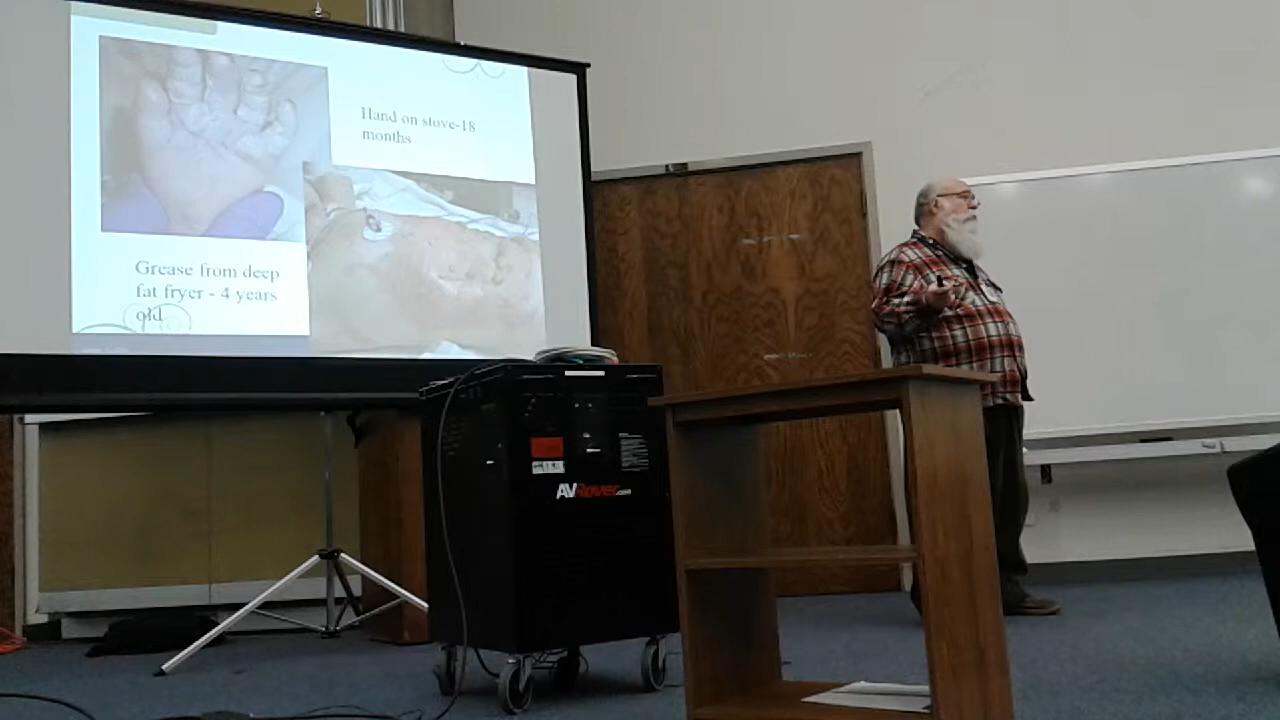 Hand on stove-18
months
Grease from deep
fat fryer - 4 years
old
AVRover.com